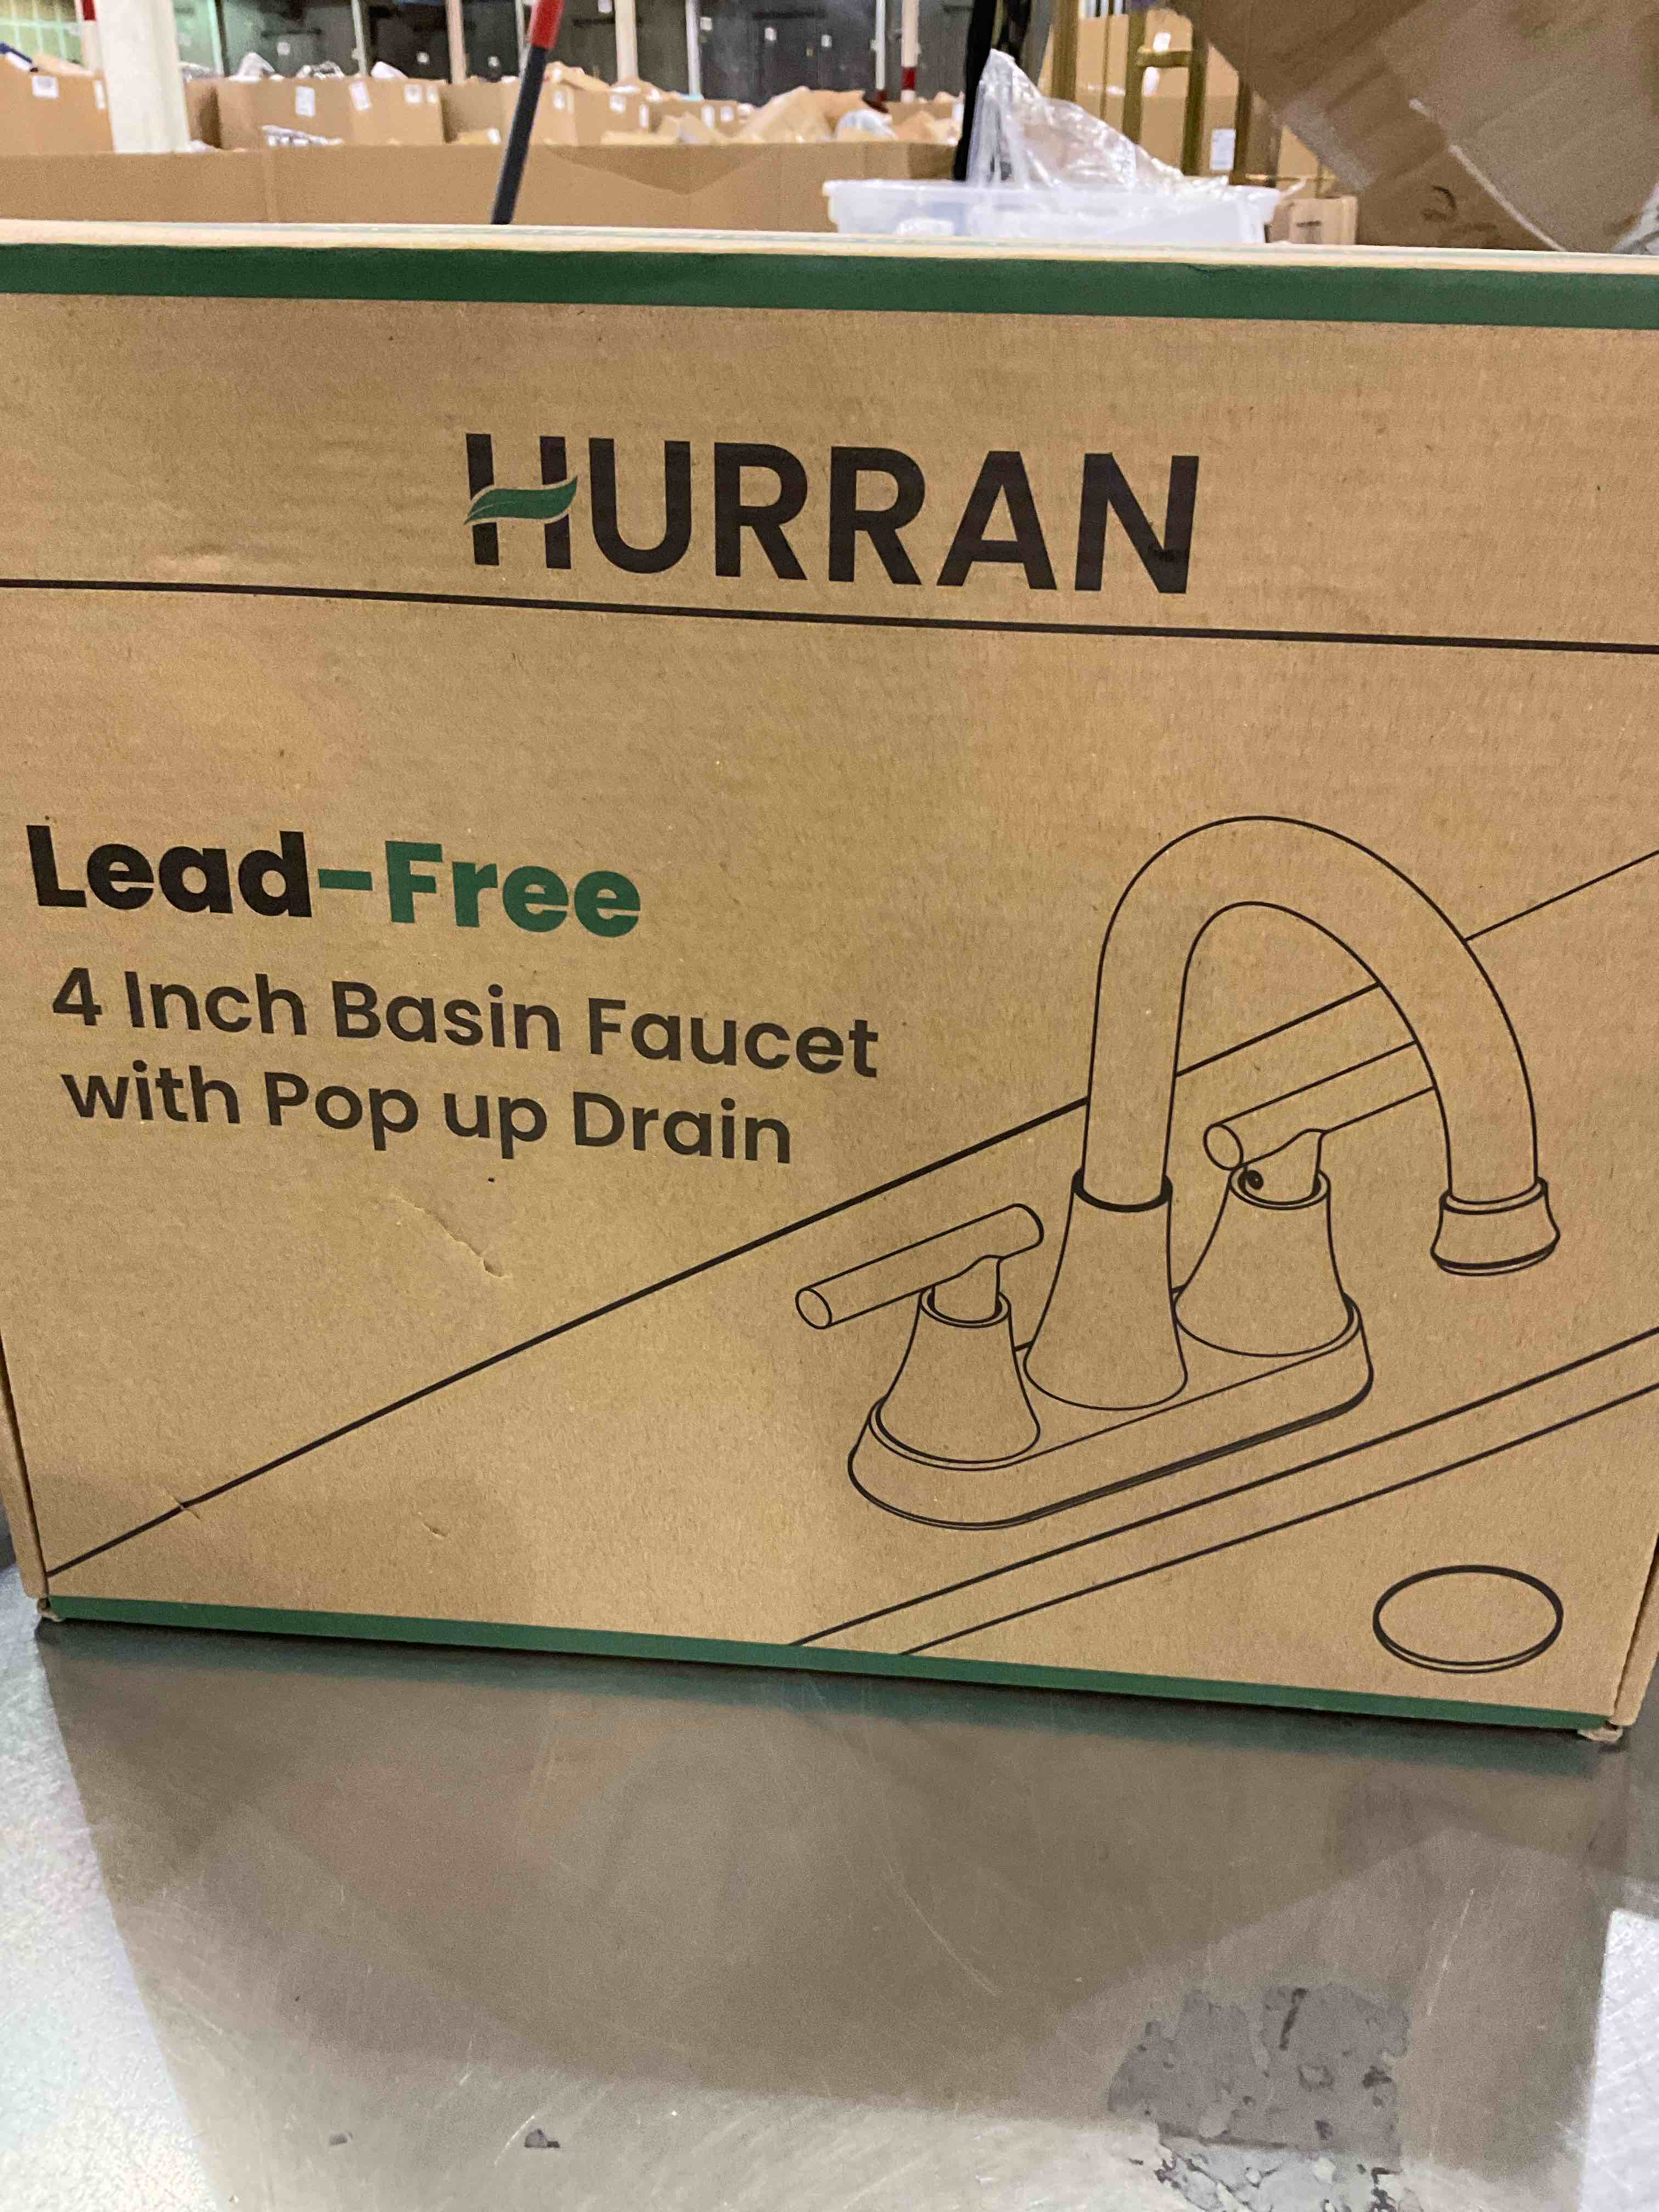 HURRAN
Lead-Free
4 Inch Basin Faucet
with Pop up Drain